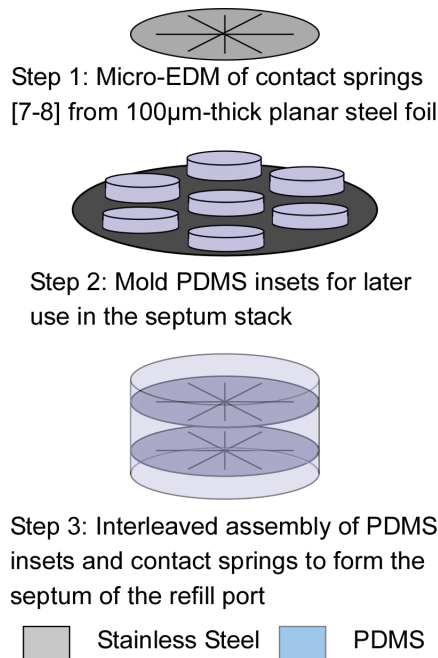 Step 1: Micro-EDM of contact springs
[7-8] from 100μm-thick planar steel foil
Step 2: Mold PDMS insets for later
use in the septum stack
Step 3: Interleaved assembly of PDMS
insets and contact springs to form the
septum of the refill port
Stainless Steel PDMS